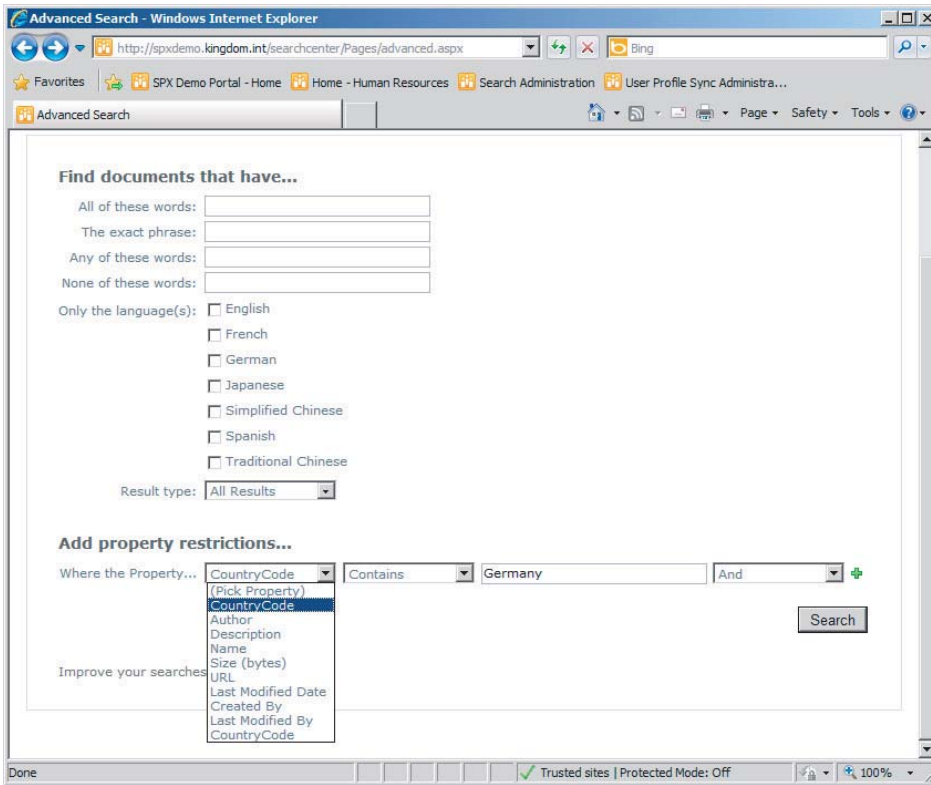 Advanced Search - Windows Internet Explorer
http://spxdemo.kingdom.int/searchcenter/Pages/advanced.aspx
Bing
Favorites
SPX Demo Portal - Home
Home - Human Resources
Search Administration
User Profile Sync Administra...
Advanced Search
Page
Safety
Tools
Find documents that have...
All of these words:
The exact phrase:
Any of these words:
None of these words:
Only the language(s):
English
French
German
Japanese
Simplified Chinese
Spanish
Traditional Chinese
Result type: All Results
Add property restrictions...
Where the Property... CountryCode Contains Germany And
(Pick Property)
CountryCode
Author
Description
Name
Size (bytes)
URL
Last Modified Date
Created By
Last Modified By
CountryCode
Search
Improve your searches
Done
Trusted sites | Protected Mode: Off
100%